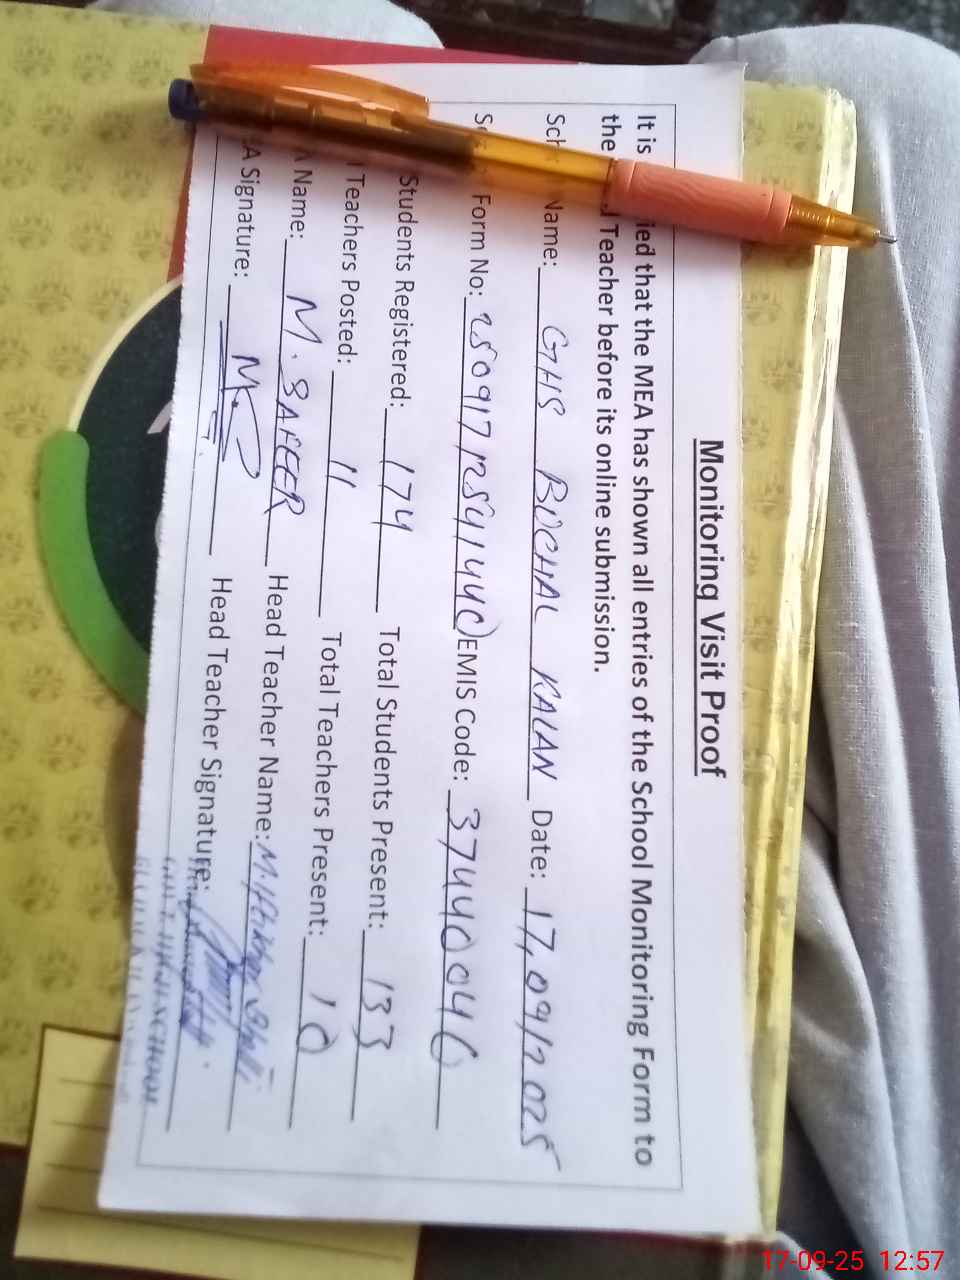 Monitoring Visit Proof
It is ied that the MEA has shown all entries of the School Monitoring Form to
the Teacher before its online submission.
Sch Name: GHS BUCHAL KALAN Date: 17,09/2025
Form No: EMIS Code: 37440046
Students Registered: 174 Total Students Present: 133
Teachers Posted: 11 Total Teachers Present: 10
A Name: M. SAFEER Head Teacher Name: M.
A Signature: Head Teacher Signature:
17-09-25 12:57